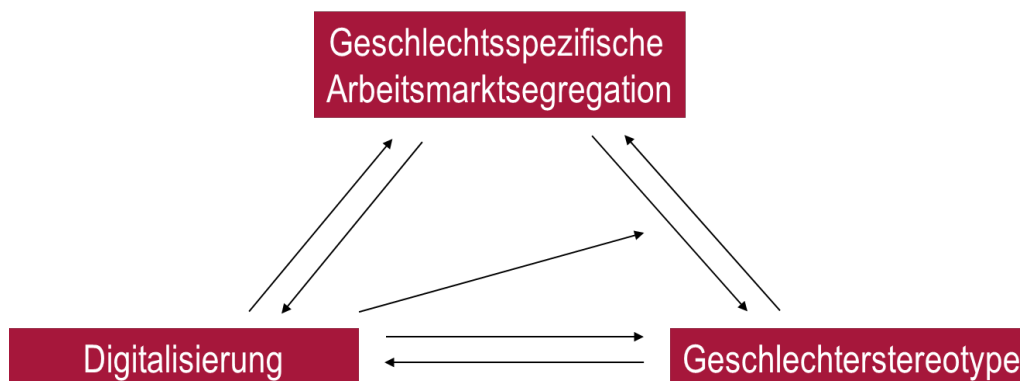 Geschlechtsspezifische
Arbeitsmarktsegregation
Digitalisierung
Geschlechterstereotype